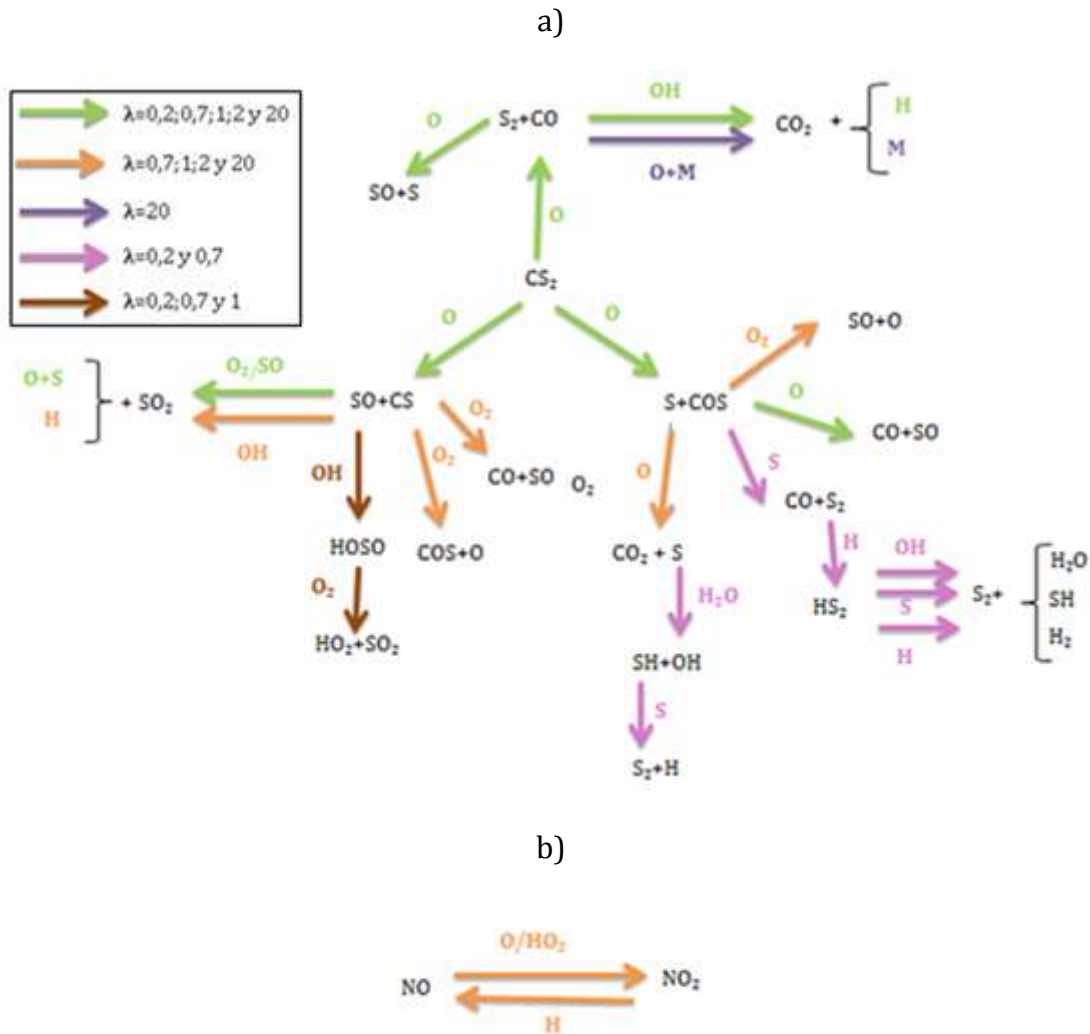 a)
λ=0,2;0,7;1;2 y 20
λ=0,7;1;2 y 20
λ=20
λ=0,2 y 0,7
λ=0,2;0,7 y 1
OH
O
S₂+CO
CO₂ +
H
M
O+M
SO+S
O
CS₂
O
O
O₂
SO+O
O₂/SO
O+S
H
+ SO₂
SO+CS
S+COS
O
CO+SO
OH
OH
O₂
O₂
CO+SO O₂
O
S
CO+S₂
HOSO
COS+O
CO₂ + S
H
OH
H₂O
O₂
H₂O
HS₂
S
S₂+
SH
H
H₂
HO₂+SO₂
SH+OH
S
S₂+H
b)
O/HO₂
NO
NO₂
H